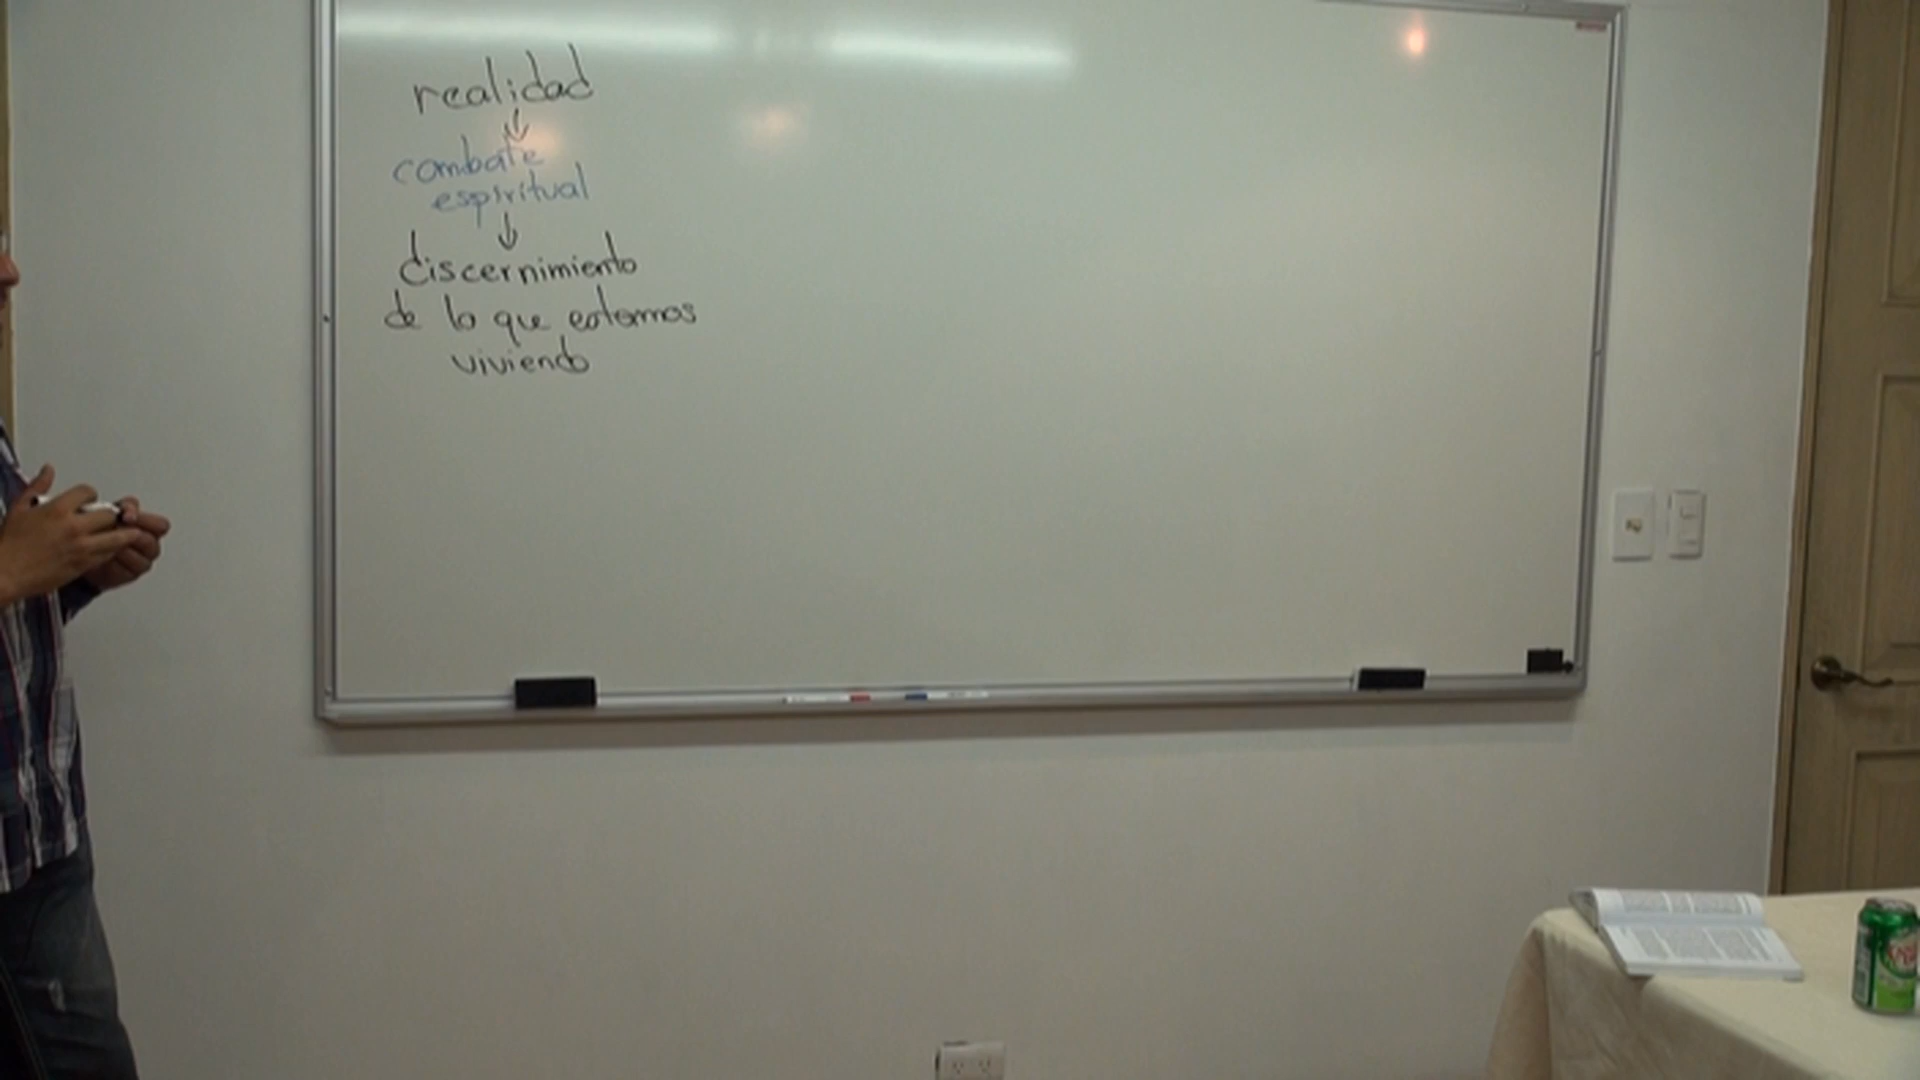 realidad
↓
combate
espiritual
↓
discernimiento
de lo que estamos
viviendo